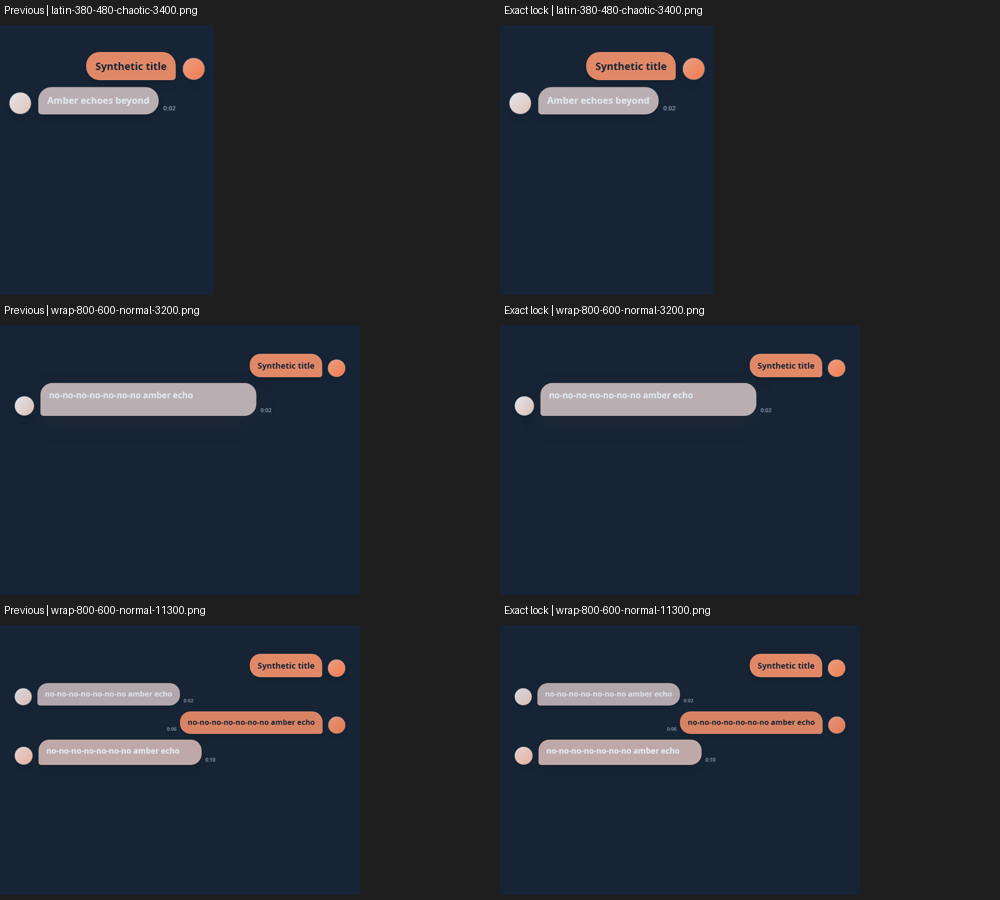 Previous | latin-380-480-chaotic-3400.png
Synthetic title
Amber echoes beyond
0:02
Exact lock | latin-380-480-chaotic-3400.png
Synthetic title
Amber echoes beyond
0:02
Previous | wrap-800-600-normal-3200.png
Synthetic title
no-no-no-no-no-no-no amber echo
0:02
Exact lock | wrap-800-600-normal-3200.png
Synthetic title
no-no-no-no-no-no-no amber echo
0:02
Previous | wrap-800-600-normal-11300.png
Synthetic title
no-no-no-no-no-no-no amber echo
0:02
no-no-no-no-no-no-no amber echo
0:06
no-no-no-no-no-no-no amber echo
0:10
Exact lock | wrap-800-600-normal-11300.png
Synthetic title
no-no-no-no-no-no-no amber echo
0:02
no-no-no-no-no-no-no amber echo
0:06
no-no-no-no-no-no-no amber echo
0:10